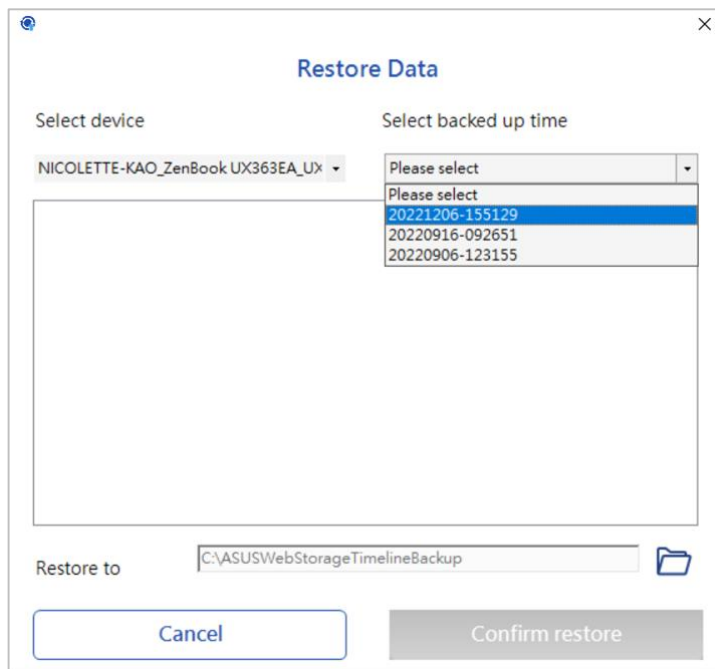 Restore Data
Select device
Select backed up time
NICOLETTE-KAO_ZenBook UX363EA_UX
Please select
Please select
20221206-155129
20220916-092651
20220906-123155
Restore to
C:\ASUSWebStorageTimelineBackup
Cancel
Confirm restore